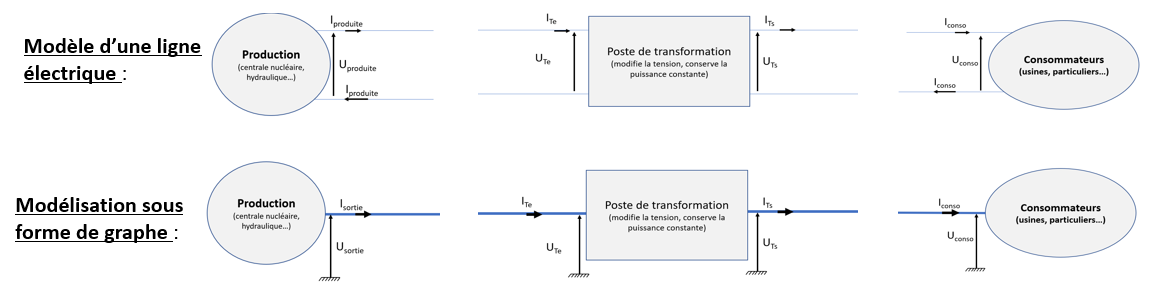 Modèle d'une ligne
électrique :
Production
(centrale nucléaire,
hydraulique...)
Iproduite
Uproduite
Iproduite
ITe
UTe
Poste de transformation
(modifie la tension, conserve la
puissance constante)
ITs
UTs
Iconso
Uconso
Iconso
Consommateurs
(usines, particuliers...)
Modélisation sous
forme de graphe :
Production
(centrale nucléaire,
hydraulique...)
Isortie
Usortie
ITe
UTe
Poste de transformation
(modifie la tension, conserve la
puissance constante)
ITs
UTs
Iconso
Uconso
Consommateurs
(usines, particuliers...)